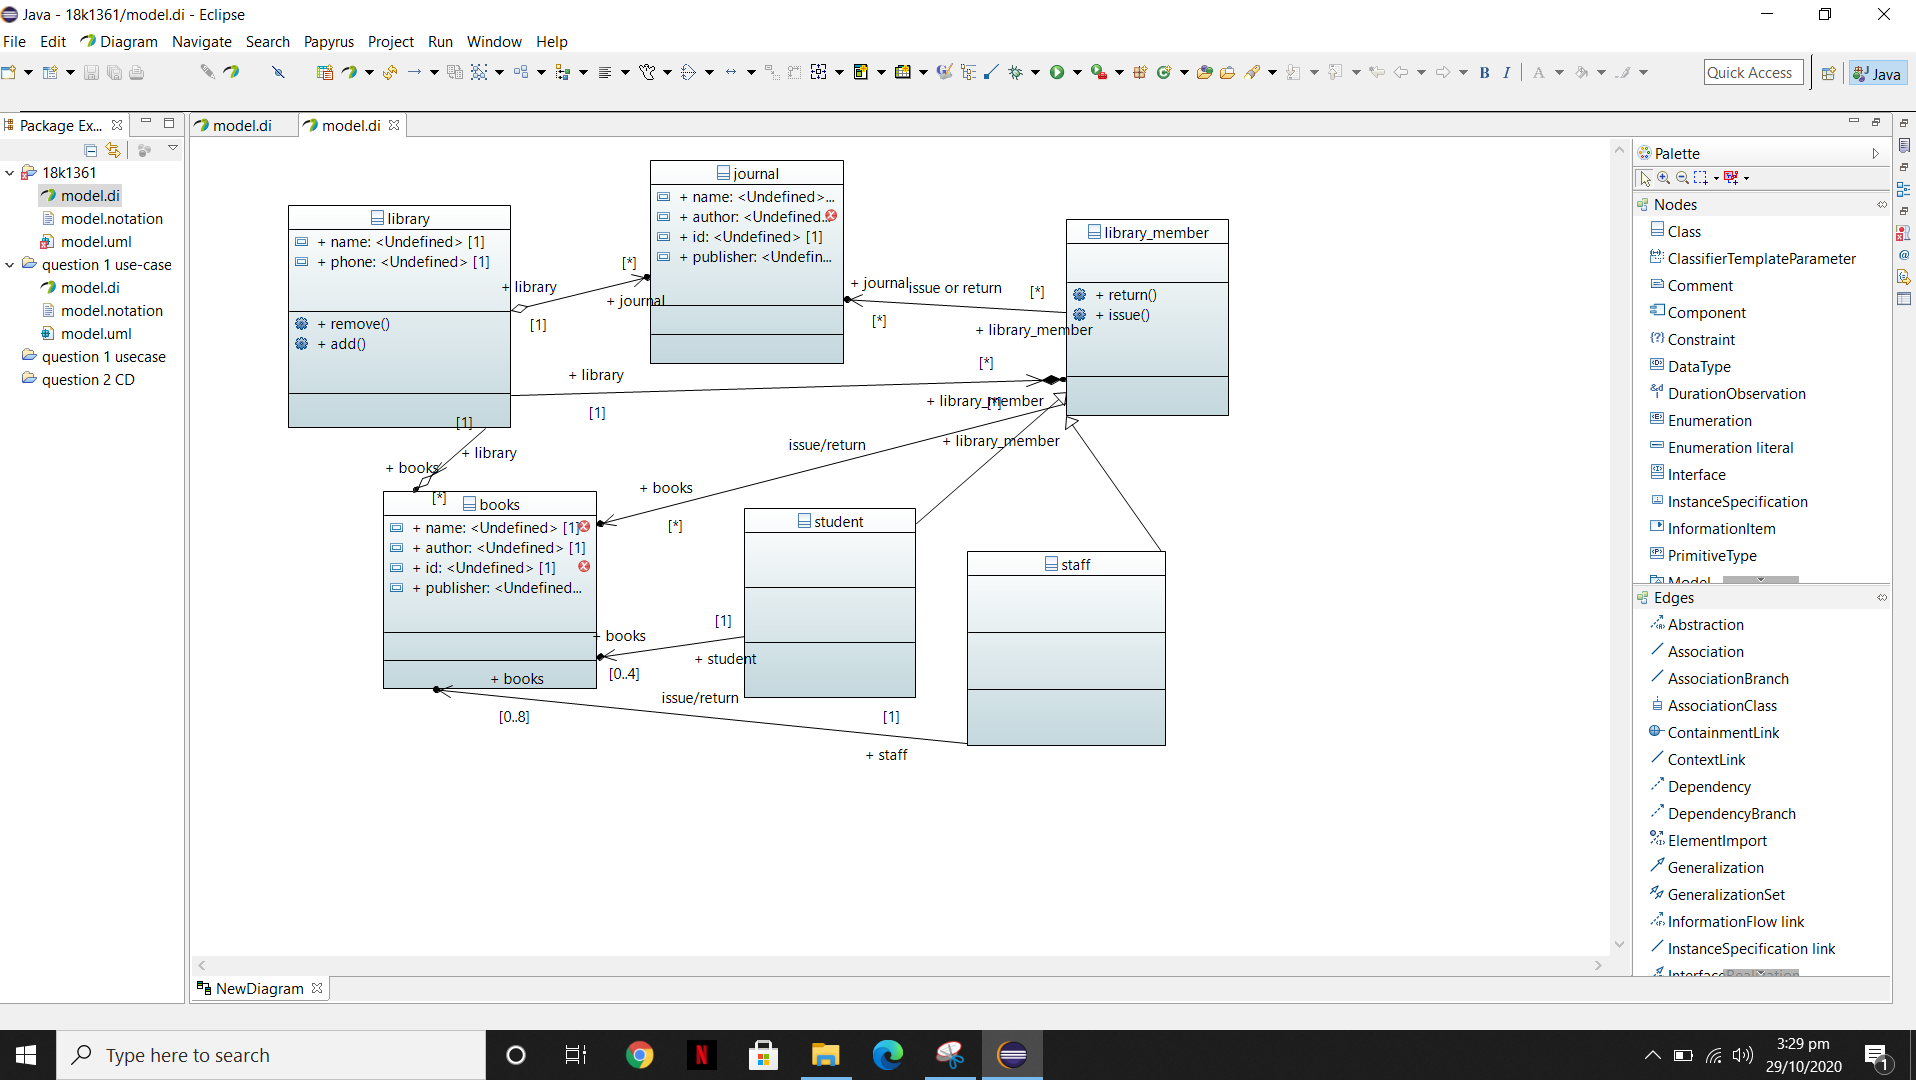 Java - 18k1361/model.di - Eclipse
File Edit Diagram Navigate Search Papyrus Project Run Window Help
Quick Access
Java
Package Ex...
18k1361
model.di
model.notation
model.uml
question 1 use-case
model.di
model.notation
model.uml
question 1 usecase
question 2 CD
model.di
model.di
library
+ name: <Undefined> [1]
+ phone: <Undefined> [1]
+ remove()
+ add()
journal
+ name: <Undefined>...
+ author: <Undefined...
+ id: <Undefined> [1]
+ publisher: <Undefin...
library_member
+ return()
+ issue()
+ library
[1]
[*]
+ journal
+ journal
issue or return
[*]
[*]
+ library_member
+ library
[1]
[*]
+ library_member
[*]
+ library_member
issue/return
+ books
[*]
[1]
+ library
+ books
[*]
books
+ name: <Undefined> [1]
+ author: <Undefined> [1]
+ id: <Undefined> [1]
+ publisher: <Undefined...
student
staff
+ books
[1]
+ student
[0..4]
+ books
issue/return
[0..8]
[1]
+ staff
NewDiagram
Palette
Nodes
Class
ClassifierTemplateParameter
Comment
Component
Constraint
DataType
DurationObservation
Enumeration
Enumeration literal
Interface
InstanceSpecification
InformationItem
PrimitiveType
Model
Edges
Abstraction
Association
AssociationBranch
AssociationClass
ContainmentLink
ContextLink
Dependency
DependencyBranch
ElementImport
Generalization
GeneralizationSet
InformationFlow link
InstanceSpecification link
InterfaceRealization
Type here to search
3:29 pm
29/10/2020
1